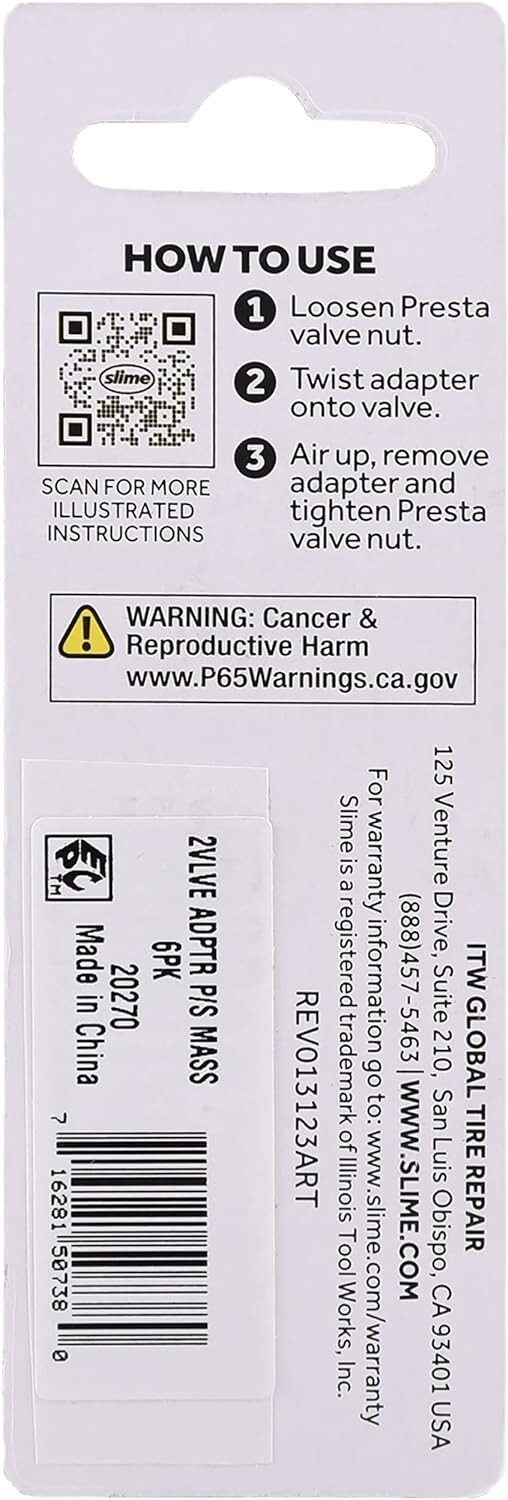 HOW TO USE
slime
SCAN FOR MORE
ILLUSTRATED
INSTRUCTIONS
1 Loosen Presta
valve nut.
2 Twist adapter
onto valve.
3 Air up, remove
adapter and
tighten Presta
valve nut.
WARNING: Cancer &
Reproductive Harm
www.P65Warnings.ca.gov
ITW GLOBAL TIRE REPAIR
125 Venture Drive, Suite 210, San Luis Obispo, CA 93401 USA
(888)457-5463 | WWW.SLIME.COM
For warranty information go to: www.slime.com/warranty
Slime is a registered trademark of Illinois Tool Works, Inc.
REV013123ART
2VLVE ADPTR P/S MASS
6PK
20270
Made in China
EPC™
7 16281 50738 0